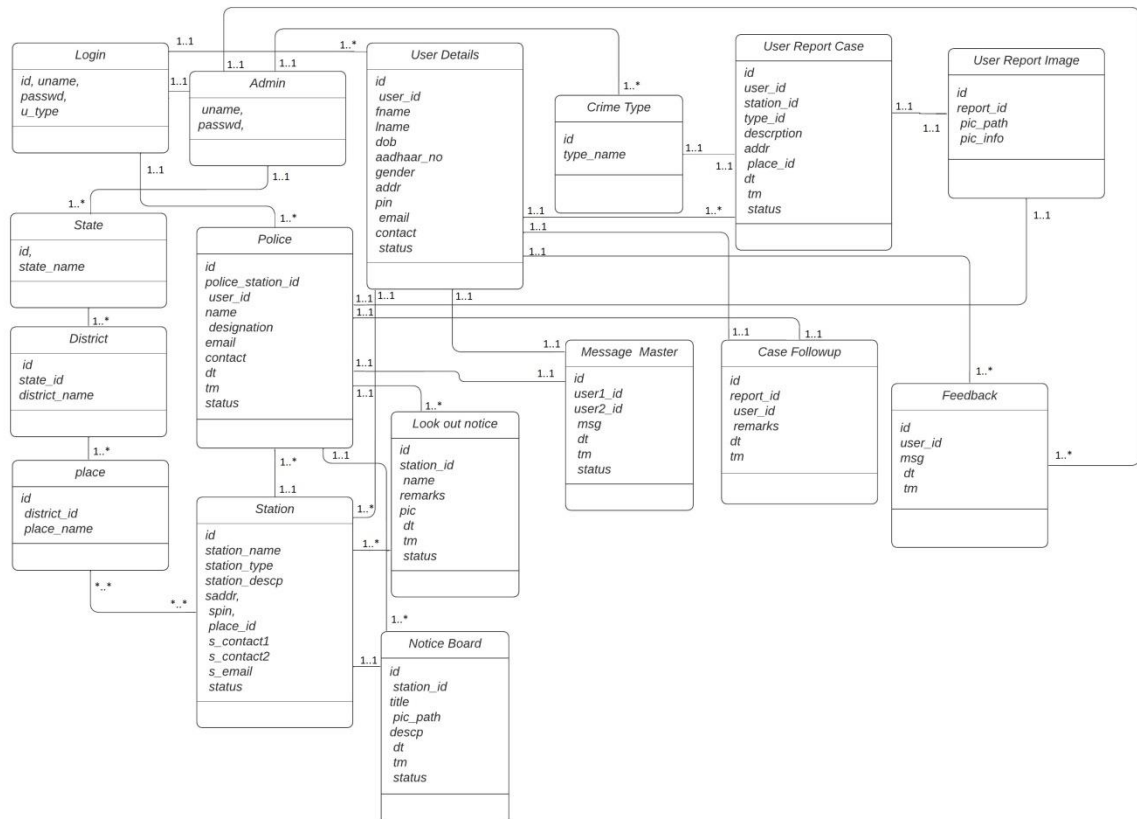 Login
id, uname,
passwd,
u_type
Admin
uname,
passwd,
User Details
id
user_id
fname
lname
dob
aadhaar_no
gender
addr
pin
email
contact
status
Crime Type
id
type_name
User Report Case
id
user_id
station_id
type_id
descrption
addr
place_id
dt
tm
status
User Report Image
id
report_id
pic_path
pic_info
State
id,
state_name
District
id
state_id
district_name
place
id
district_id
place_name
Police
id
police_station_id
user_id
name
designation
email
contact
dt
tm
status
Station
id
station_name
station_type
station_descp
saddr,
spin,
place_id
s_contact1
s_contact2
s_email
status
Look out notice
id
station_id
name
remarks
pic
dt
tm
status
Notice Board
id
station_id
title
pic_path
descp
dt
tm
status
Message Master
id
user1_id
user2_id
msg
dt
tm
status
Case Followup
id
report_id
user_id
remarks
dt
tm
Feedback
id
user_id
msg
dt
tm
1..1
1..*
1..1
1..1
1..1
1..*
1..1
1..1
1..1
1..1
1..1
1..1
1..*
1..*
1..1
1..*
1..1
1..1
1..1
1..1
1..1
1..1
1..*
1..1
1..1
1..1
1..1
1..1
1..1
1..1
1..*
1..*
1..*
1..*
1..1
1..1
1..*
1..*
1..*
*..*
*..*
1..*
1..1